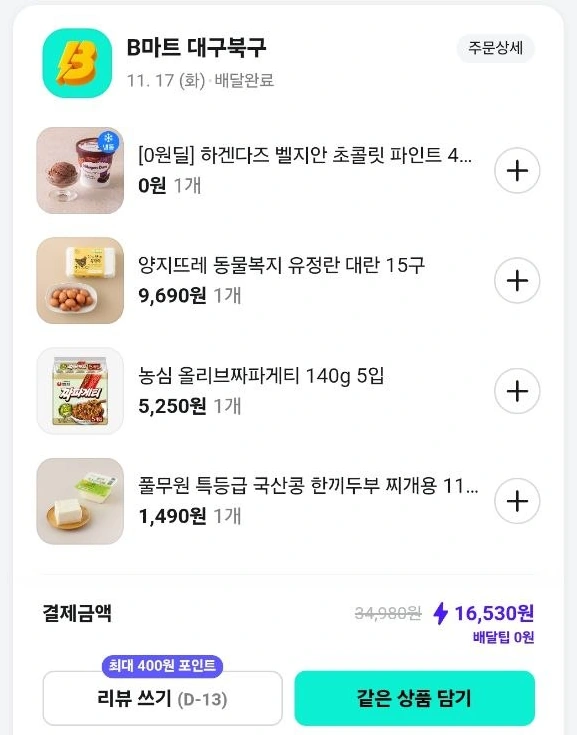 B마트 대구북구
주문상세
11. 17 (화)·배달완료
냉동
[0원딜] 하겐다즈 벨지안 초콜릿 파인트 4...
0원 1개
양지뜨레 동물복지 유정란 대란 15구
9,690원 1개
짜파게티
농심 올리브짜파게티 140g 5입
5,250원 1개
풀무원 특등급 국산콩 한끼두부 찌개용 11...
1,490원 1개
결제금액
34,980원 16,530원
배달팁 0원
최대 400원 포인트
리뷰 쓰기 (D-13)
같은 상품 담기